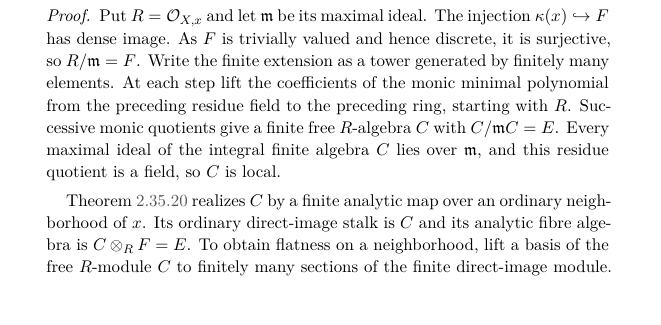 Proof. Put R = 𝒪_{X,x} and let 𝔪 be its maximal ideal. The injection κ(x) ↪ F
has dense image. As F is trivially valued and hence discrete, it is surjective,
so R/𝔪 = F. Write the finite extension as a tower generated by finitely many
elements. At each step lift the coefficients of the monic minimal polynomial
from the preceding residue field to the preceding ring, starting with R. Suc-
cessive monic quotients give a finite free R-algebra C with C/𝔪C = E. Every
maximal ideal of the integral finite algebra C lies over 𝔪, and this residue
quotient is a field, so C is local.
Theorem 2.35.20 realizes C by a finite analytic map over an ordinary neigh-
borhood of x. Its ordinary direct-image stalk is C and its analytic fibre alge-
bra is C ⊗_R F = E. To obtain flatness on a neighborhood, lift a basis of the
free R-module C to finitely many sections of the finite direct-image module.